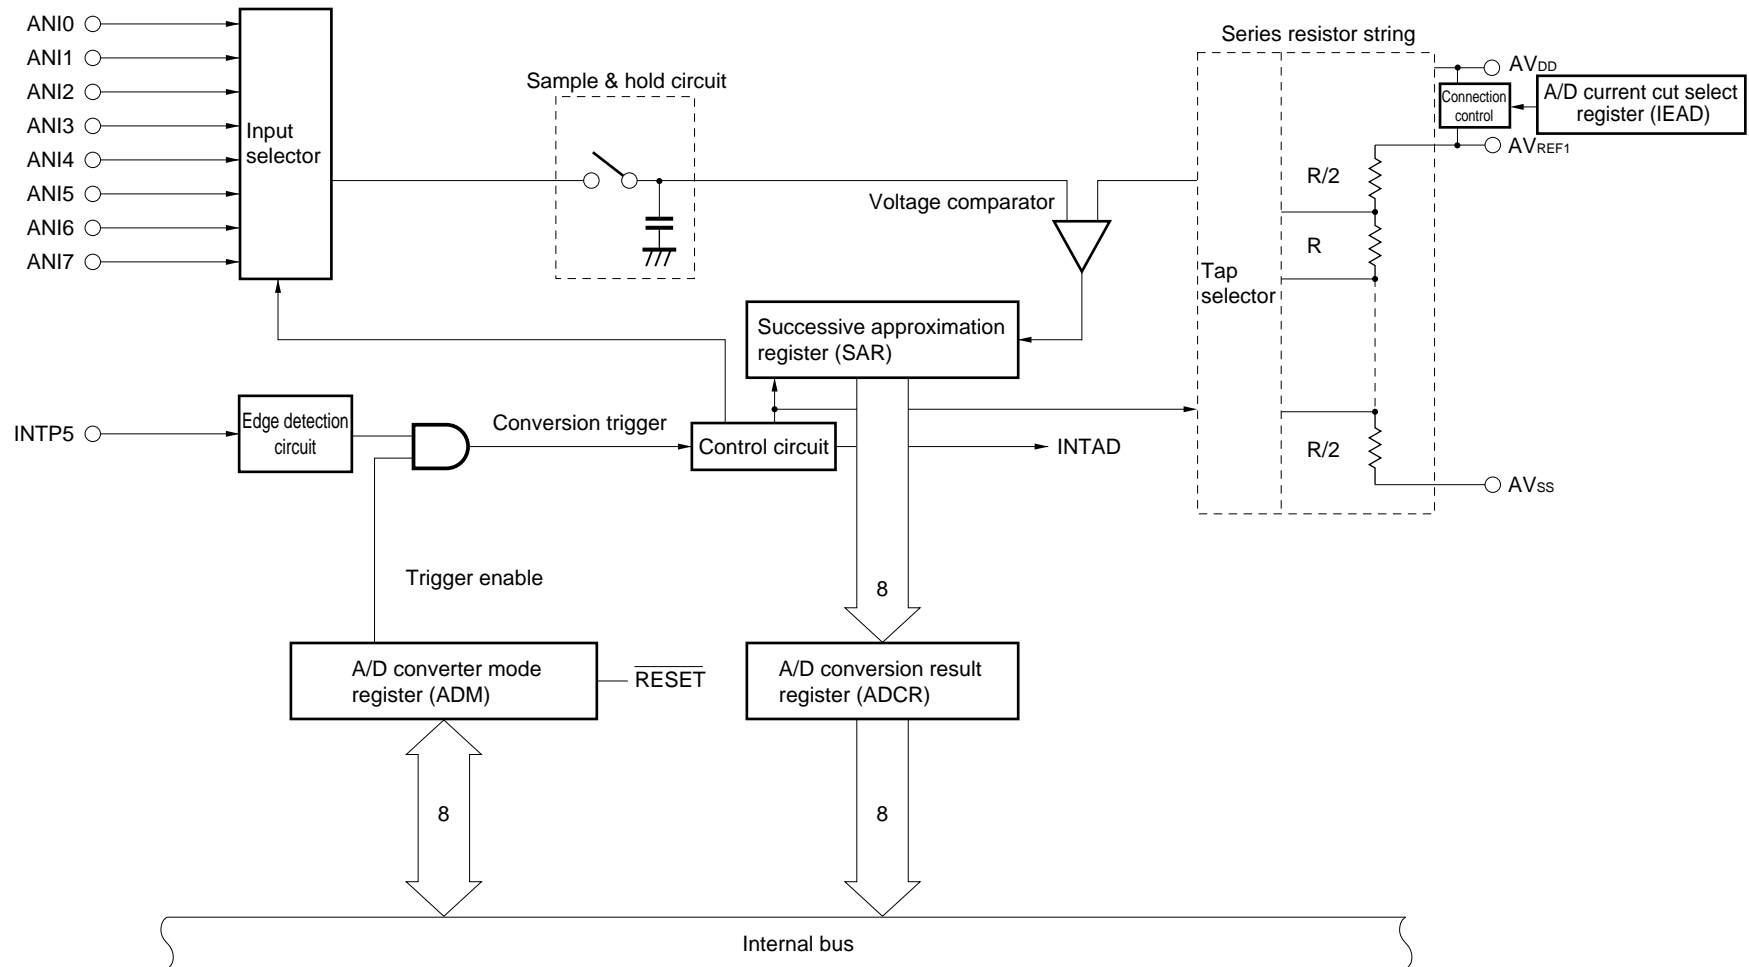 ANI0
ANI1
ANI2
ANI3
ANI4
ANI5
ANI6
ANI7
Input
selector
Sample & hold circuit
Voltage comparator
Series resistor string
AVDD
Connection
control
A/D current cut select
register (IEAD)
AVREF1
R/2
R
Tap
selector
R/2
AVSS
Successive approximation
register (SAR)
INTP5
Edge detection
circuit
Conversion trigger
Control circuit
INTAD
Trigger enable
8
A/D converter mode
register (ADM)
RESET
A/D conversion result
register (ADCR)
8
8
Internal bus